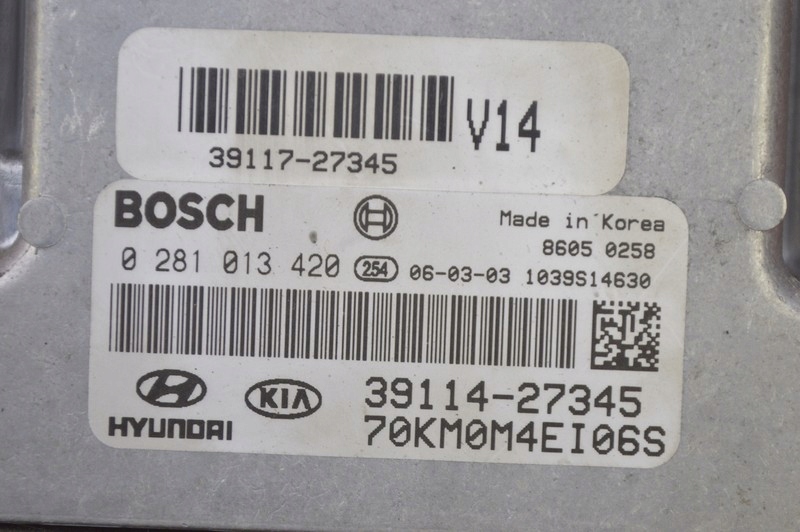 V14
39117-27345
BOSCH
Made in Korea
8605 0258
0 281 013 420 254 06-03-03 1039S14630
HYUNDAI
KIA
39114-27345
70KM0M4EI06S